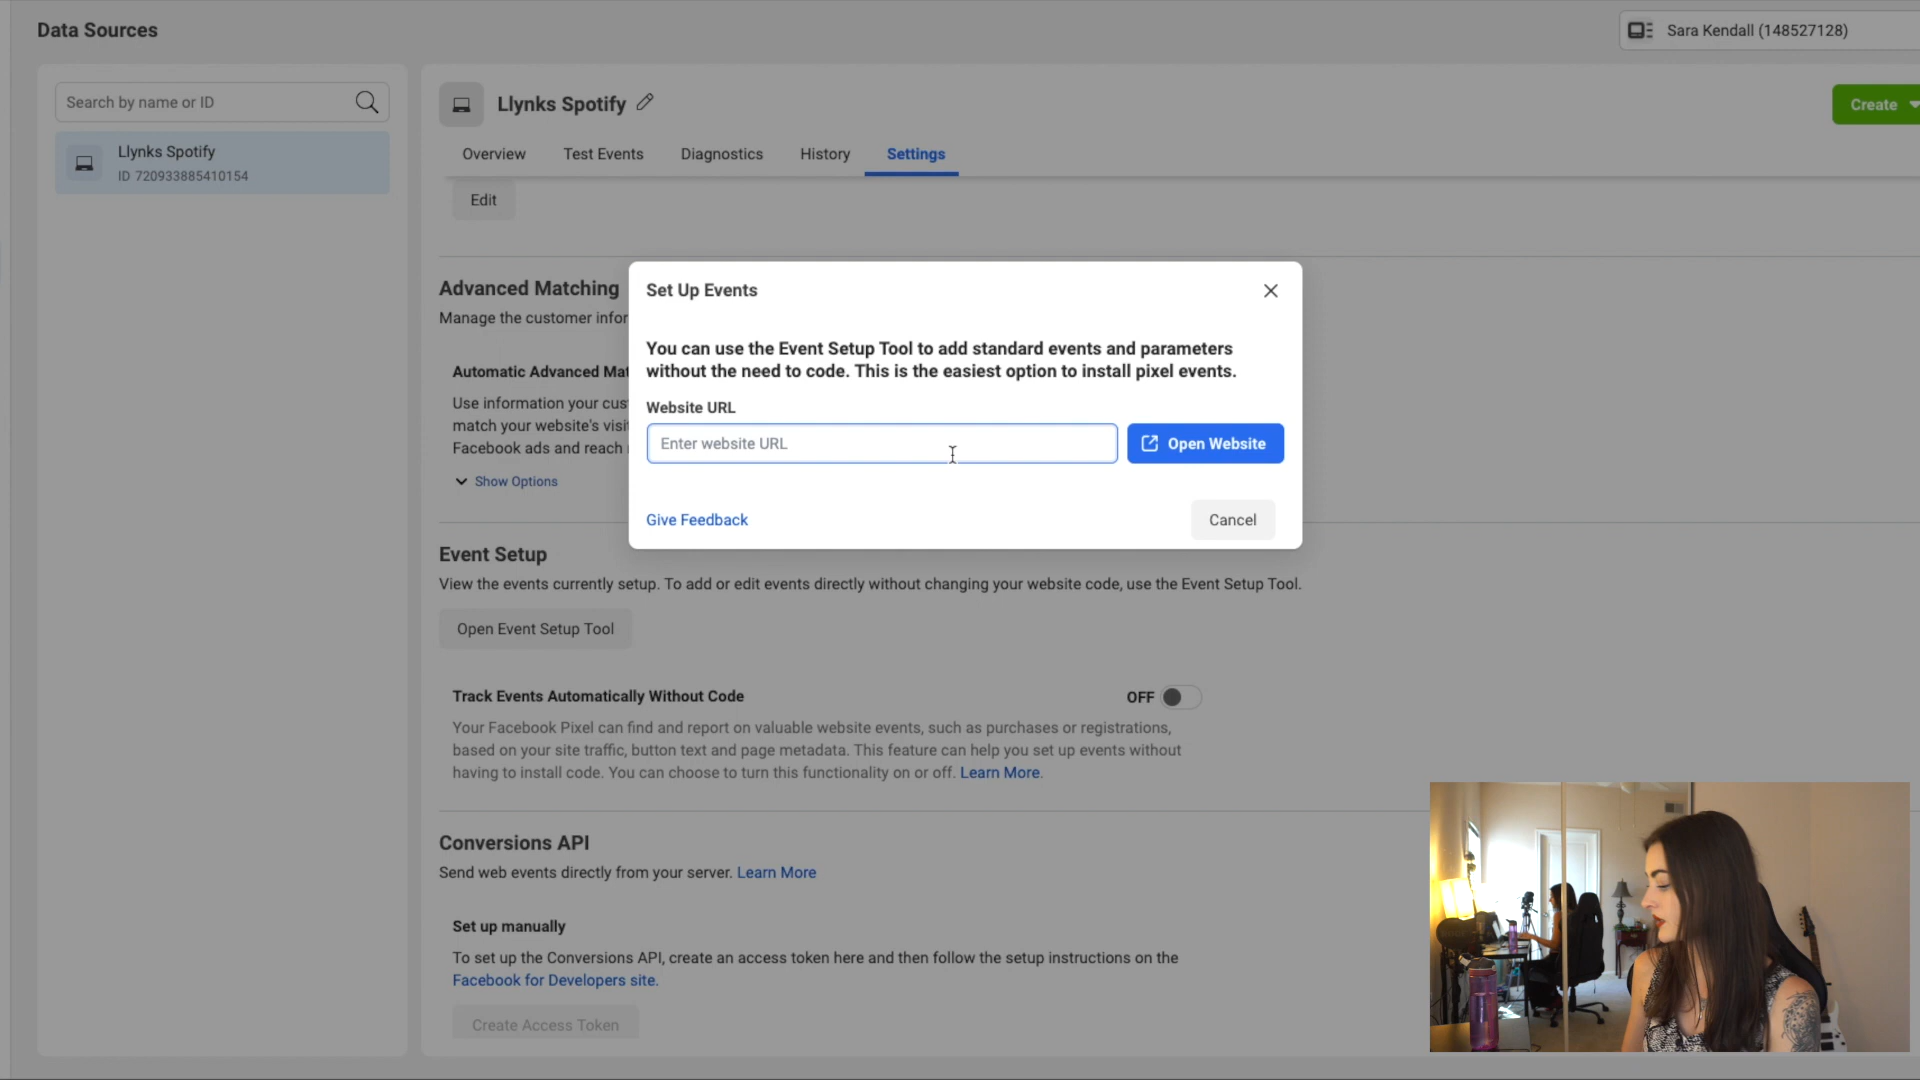 Data Sources
Sara Kendall (148527128)
Search by name or ID
Llynks Spotify
ID 720933885410154
Llynks Spotify
Create
Overview
Test Events
Diagnostics
History
Settings
Edit
Advanced Matching
Manage the customer infor
Automatic Advanced Mat
Use information your cus
match your website's visit
Facebook ads and reach
Show Options
Set Up Events
You can use the Event Setup Tool to add standard events and parameters
without the need to code. This is the easiest option to install pixel events.
Website URL
Enter website URL
Open Website
Give Feedback
Cancel
Event Setup
View the events currently setup. To add or edit events directly without changing your website code, use the Event Setup Tool.
Open Event Setup Tool
Track Events Automatically Without Code
OFF
Your Facebook Pixel can find and report on valuable website events, such as purchases or registrations,
based on your site traffic, button text and page metadata. This feature can help you set up events without
having to install code. You can choose to turn this functionality on or off. Learn More.
Conversions API
Send web events directly from your server. Learn More
Set up manually
To set up the Conversions API, create an access token here and then follow the setup instructions on the
Facebook for Developers site.
Create Access Token